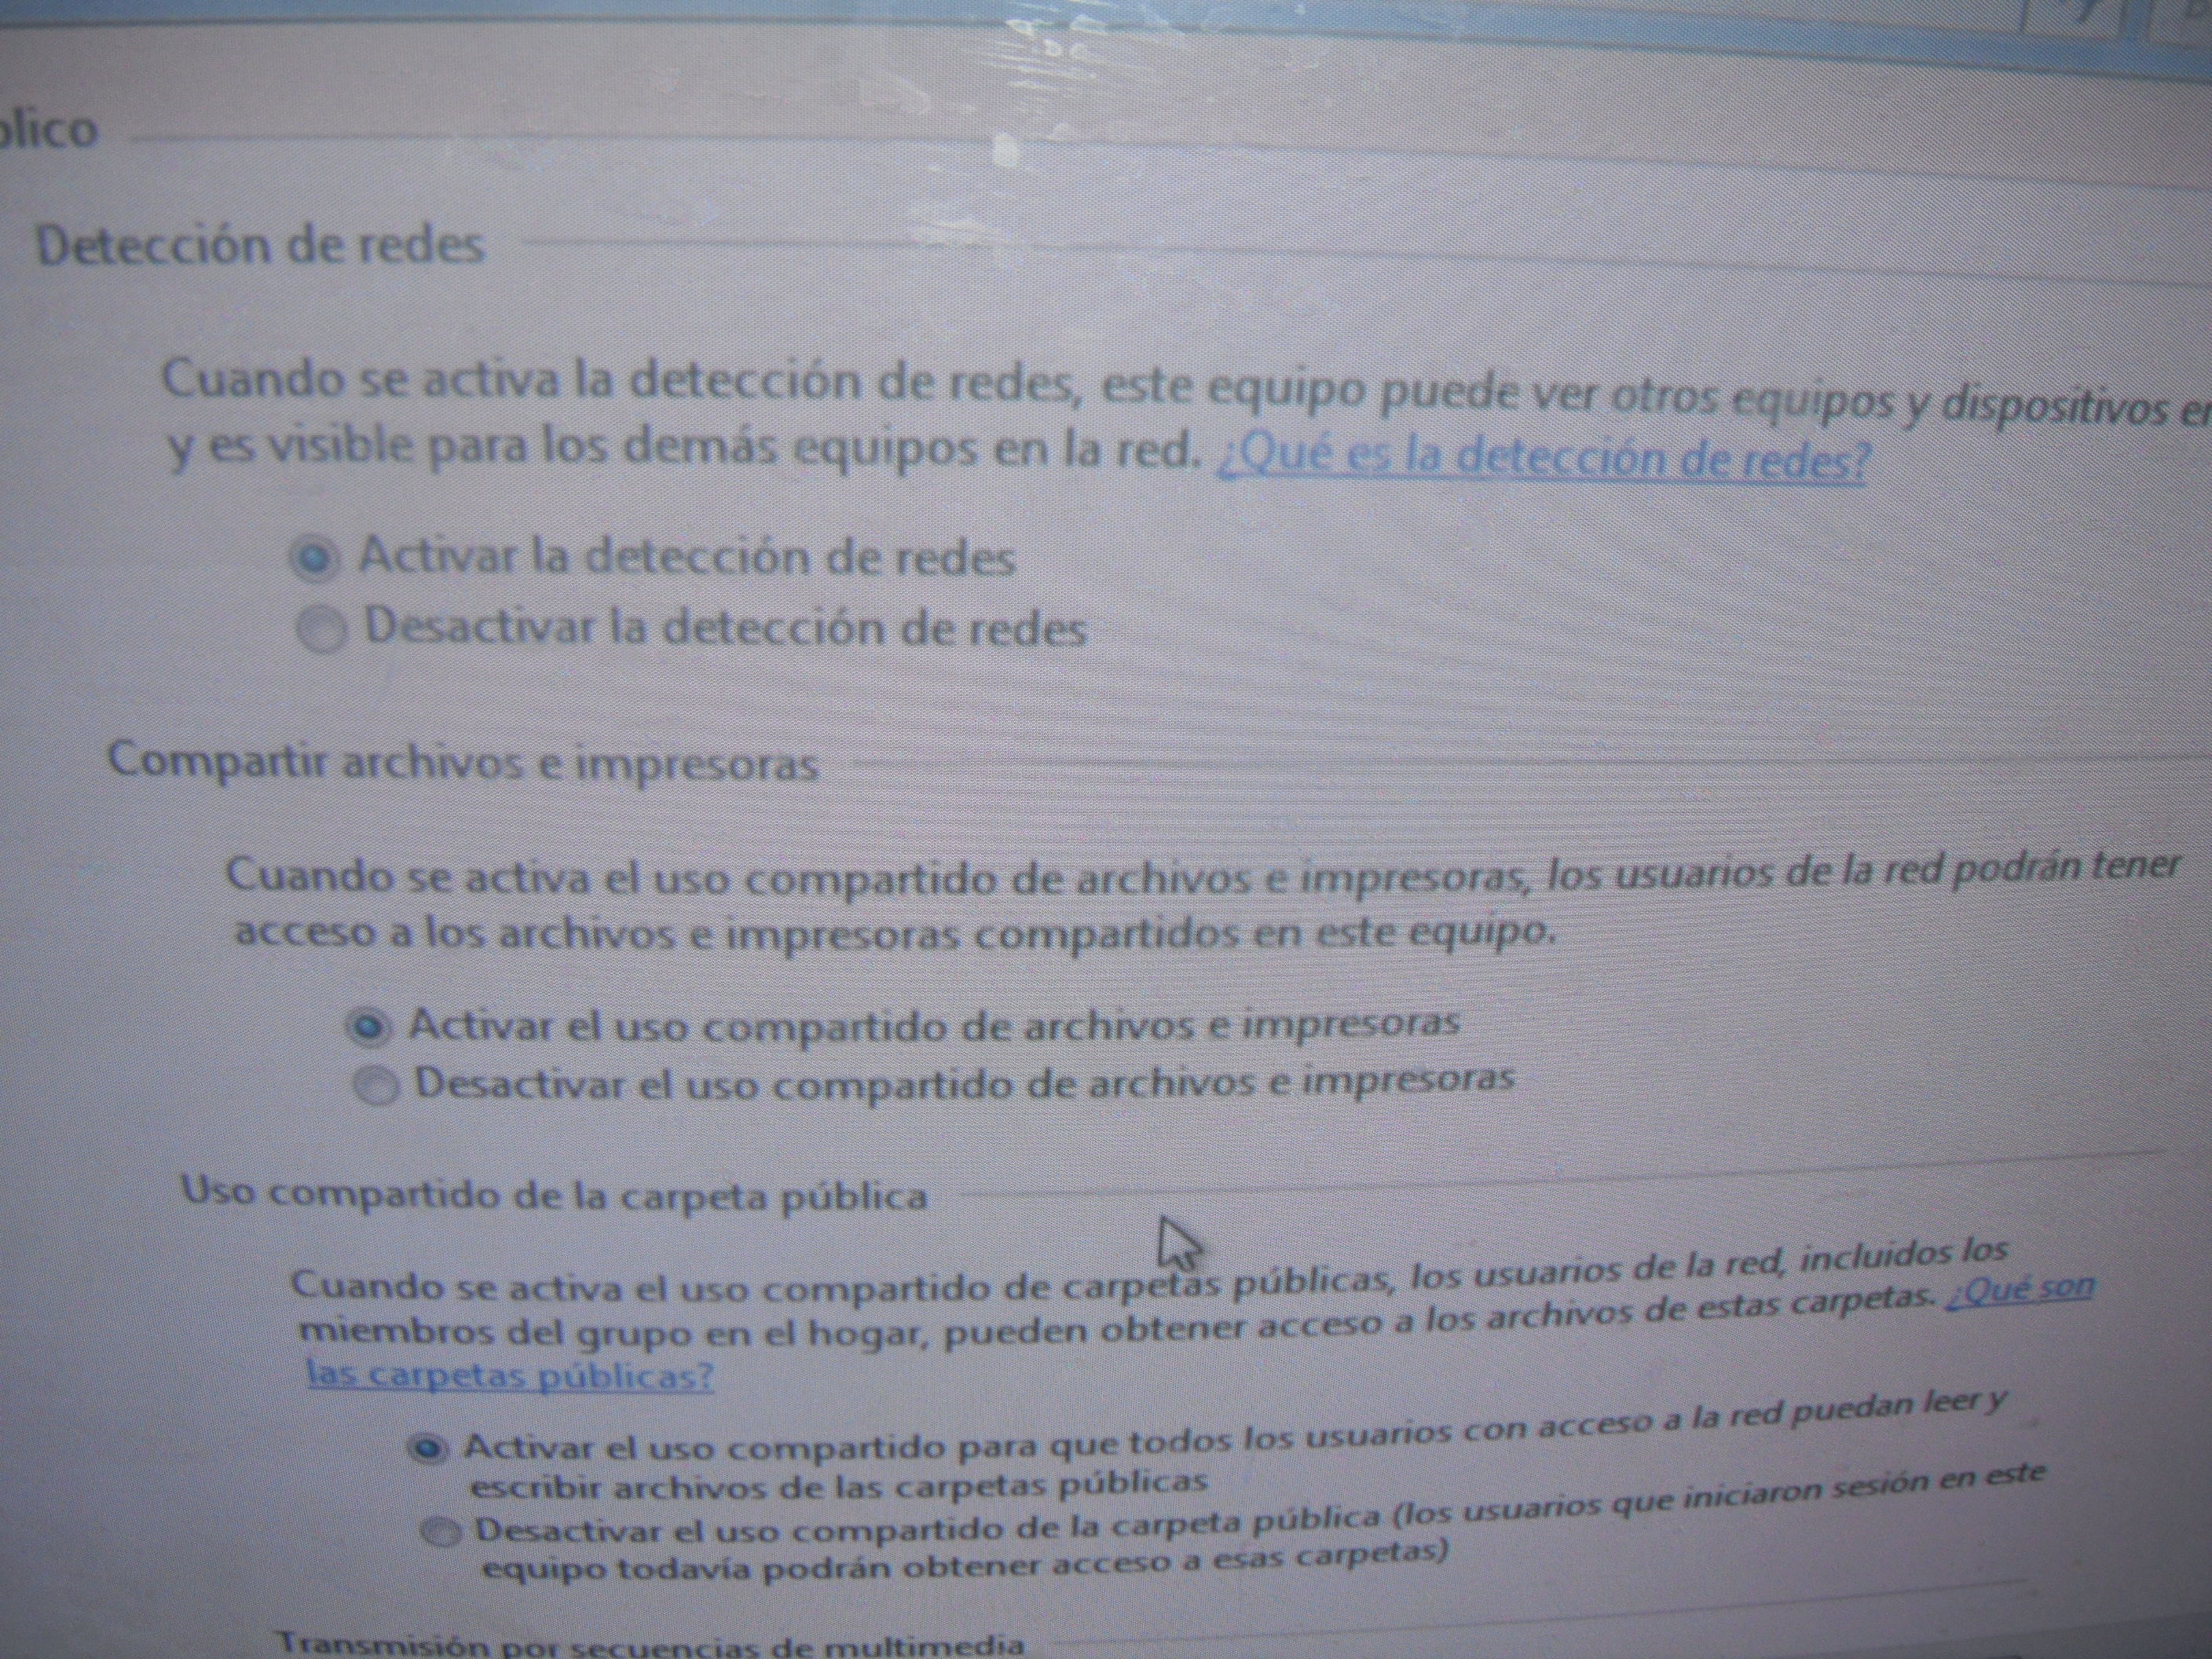 blico
Detección de redes
Cuando se activa la detección de redes, este equipo puede ver otros equipos y dispositivos en
y es visible para los demás equipos en la red. ¿Qué es la detección de redes?
Activar la detección de redes
Desactivar la detección de redes
Compartir archivos e impresoras
Cuando se activa el uso compartido de archivos e impresoras, los usuarios de la red podrán tener
acceso a los archivos e impresoras compartidos en este equipo.
Activar el uso compartido de archivos e impresoras
Desactivar el uso compartido de archivos e impresoras
Uso compartido de la carpeta pública
Cuando se activa el uso compartido de carpetas públicas, los usuarios de la red, incluidos los
miembros del grupo en el hogar, pueden obtener acceso a los archivos de estas carpetas. ¿Qué son
las carpetas públicas?
Activar el uso compartido para que todos los usuarios con acceso a la red puedan leer y
escribir archivos de las carpetas públicas
Desactivar el uso compartido de la carpeta pública (los usuarios que iniciaron sesión en este
equipo todavía podrán obtener acceso a esas carpetas)
Transmisión por secuencias de multimedia